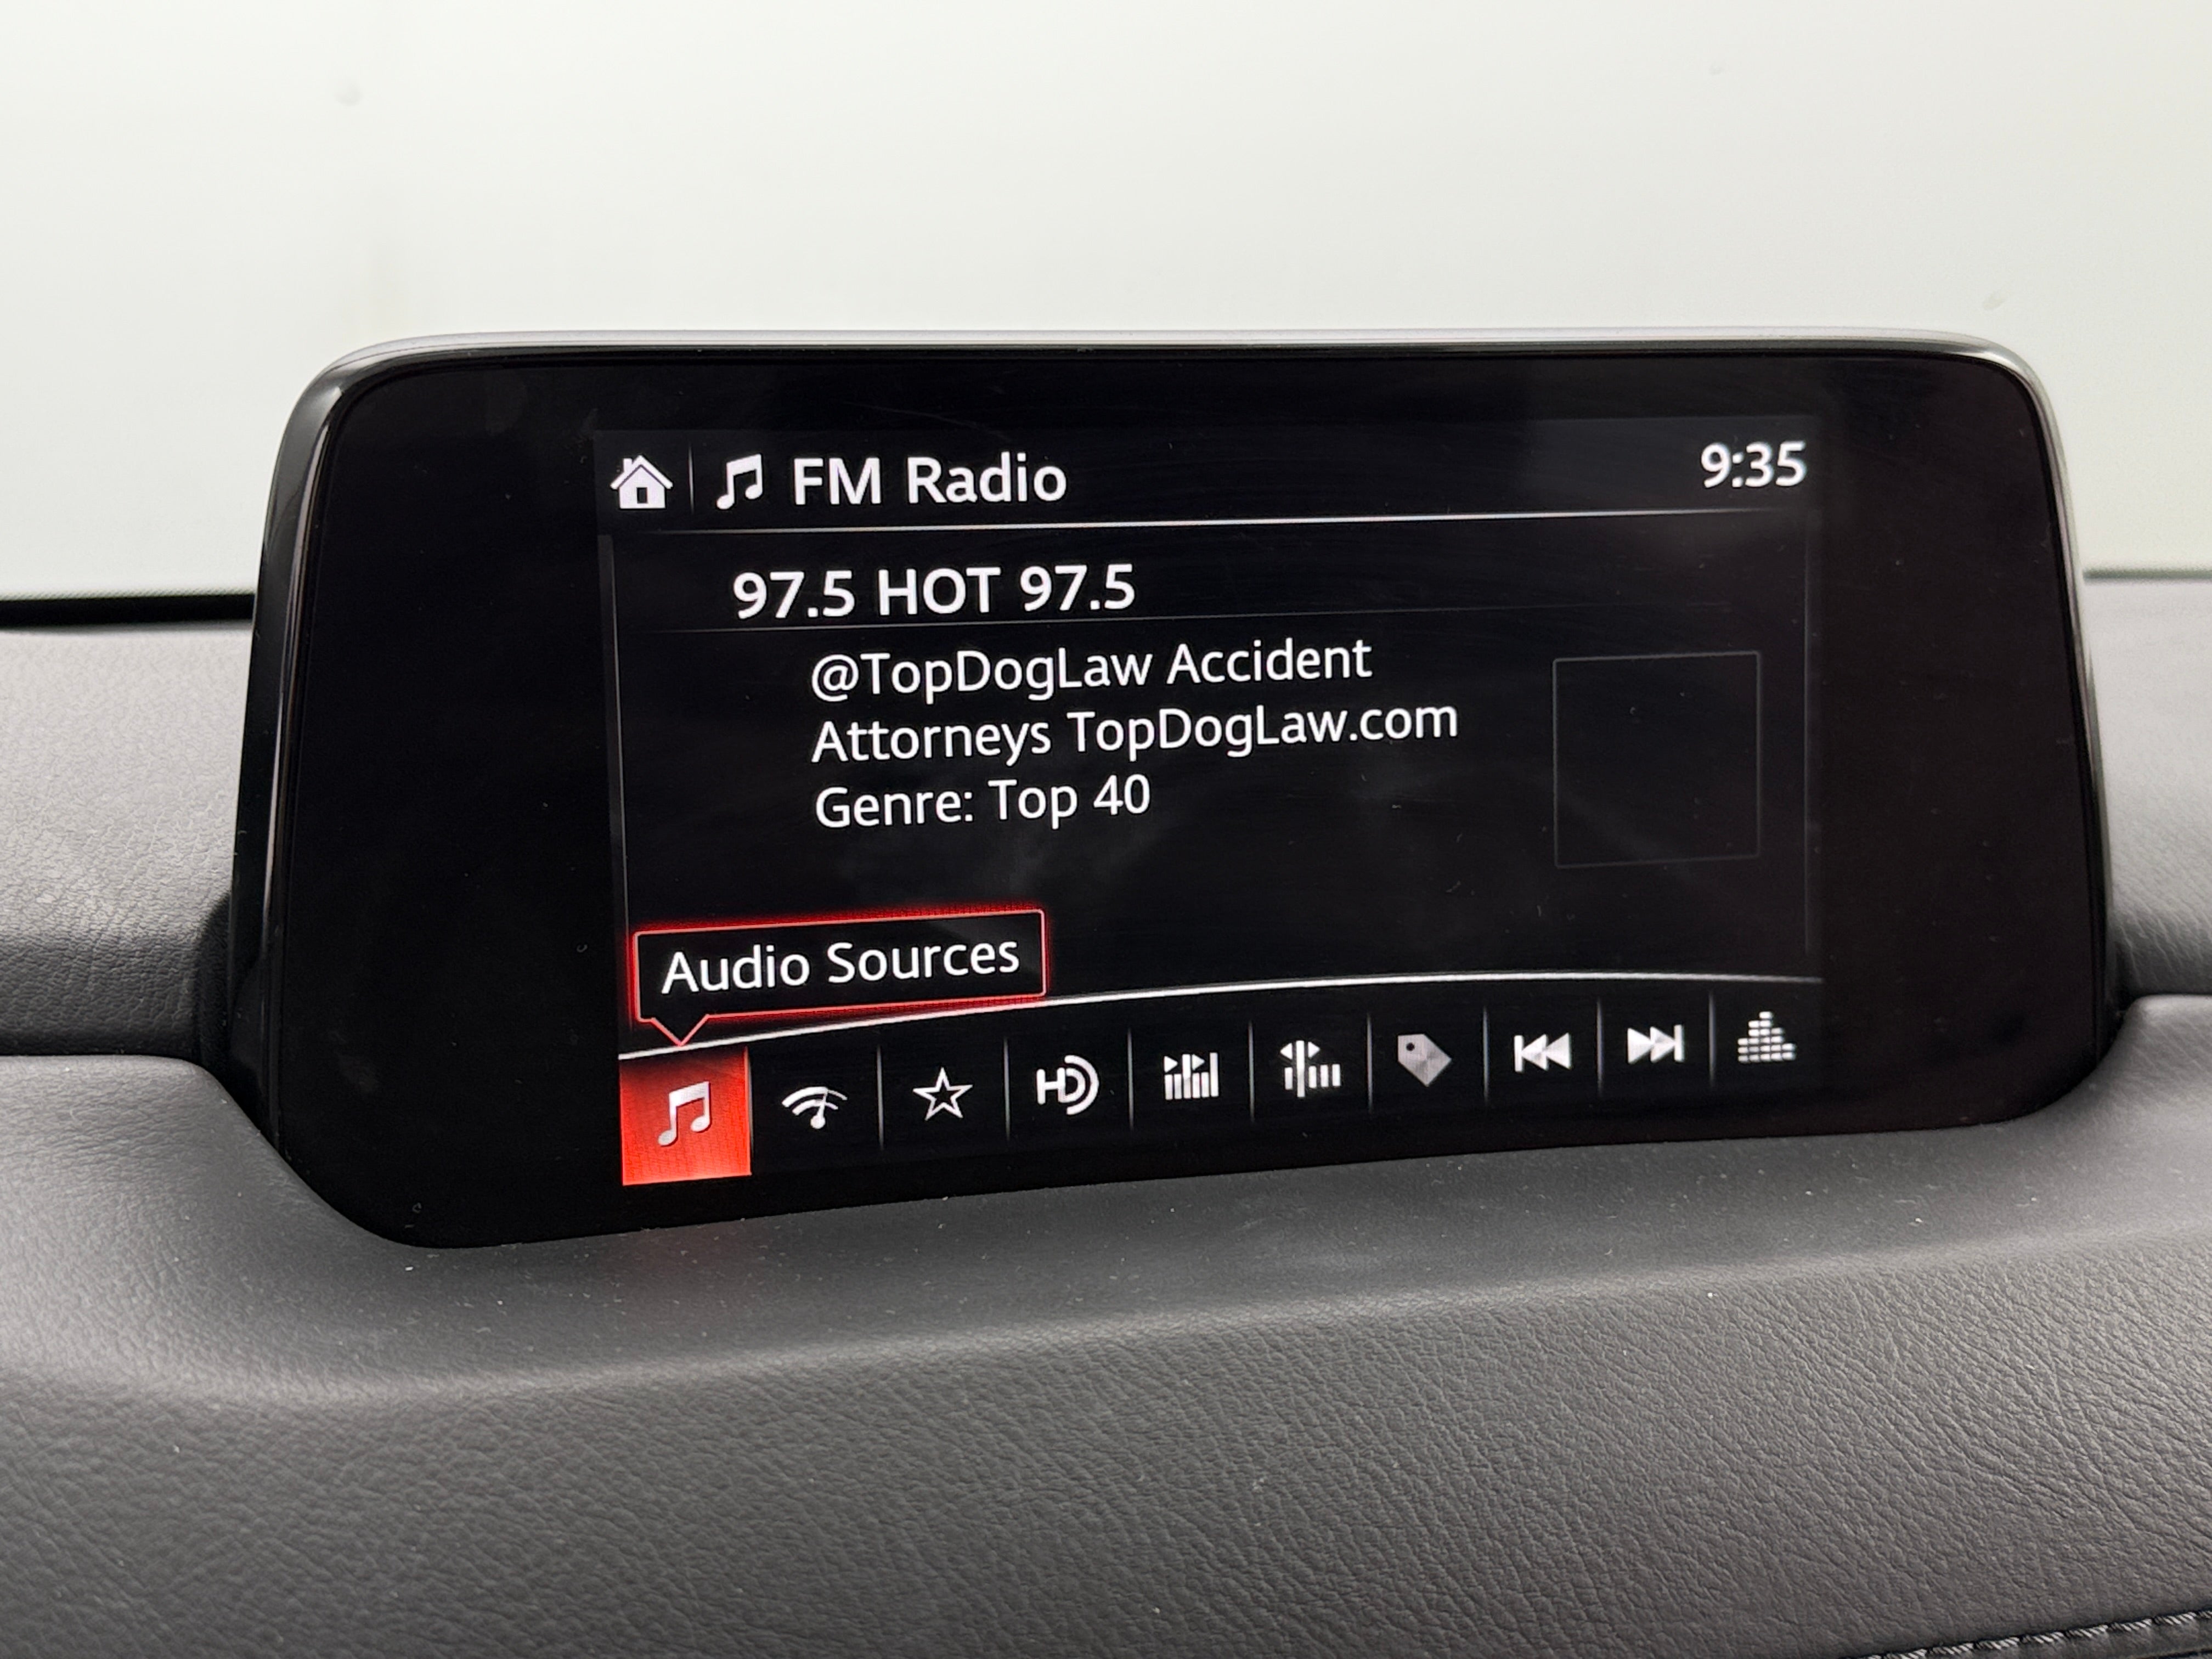 FM Radio
9:35
97.5 HOT 97.5
@TopDogLaw Accident
Attorneys TopDogLaw.com
Genre: Top 40
Audio Sources
HD